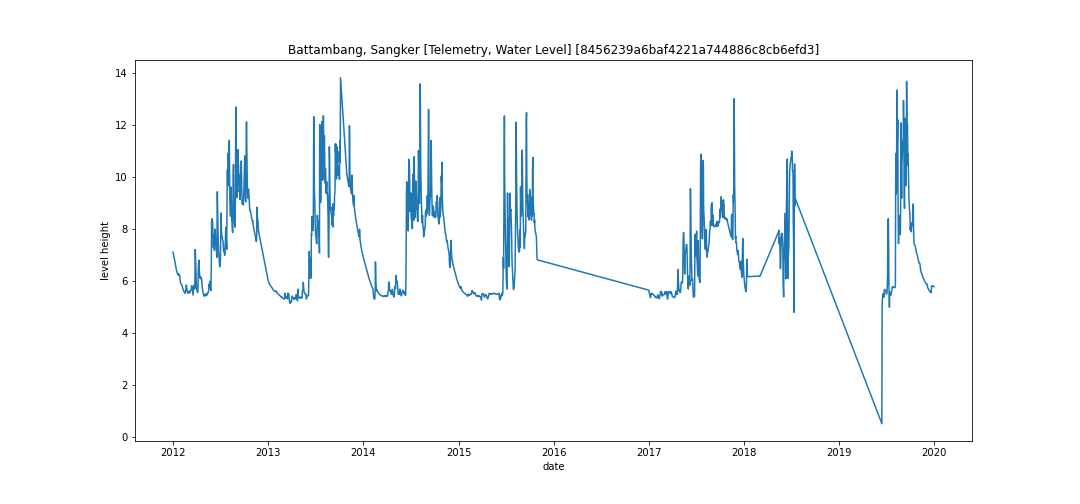 Battambang, Sangker [Telemetry, Water Level] [8456239a6baf4221a744886c8cb6efd3]
14
12
10
8
6
4
2
0
level height
2012 2013 2014 2015 2016 2017 2018 2019 2020
date